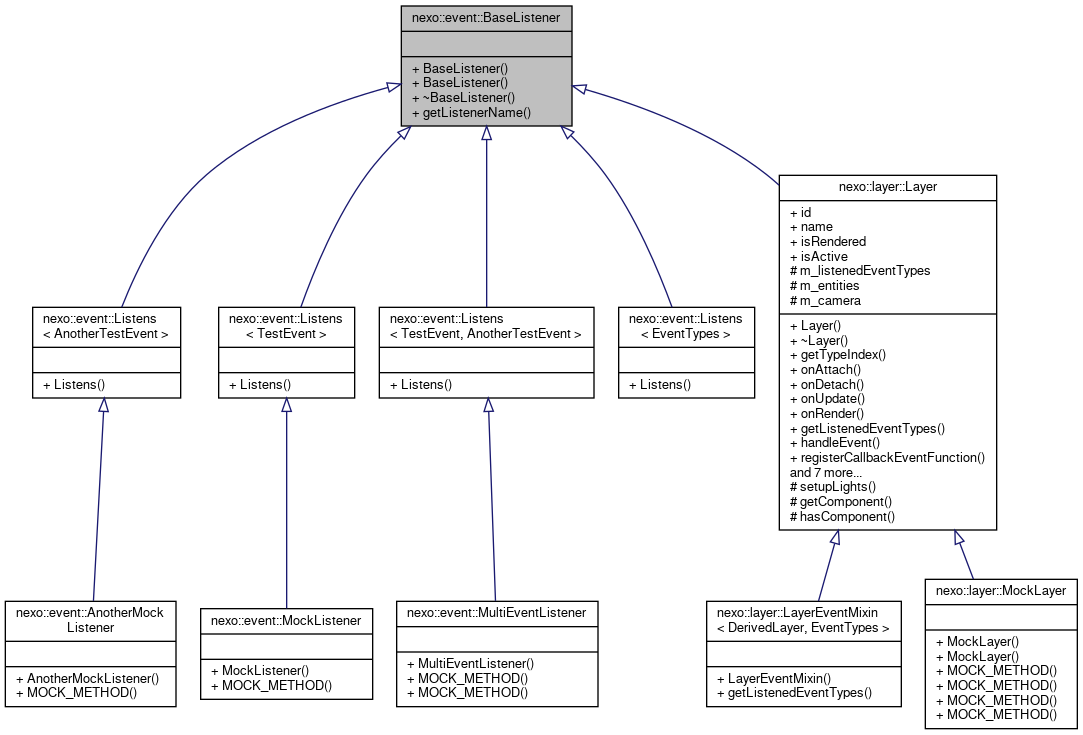 nexo::event::BaseListener
+ BaseListener()
+ BaseListener()
+ ~BaseListener()
+ getListenerName()
nexo::layer::Layer
+ id
+ name
+ isRendered
+ isActive
# m_listenedEventTypes
# m_entities
# m_camera
+ Layer()
+ ~Layer()
+ getTypeIndex()
+ onAttach()
+ onDetach()
+ onUpdate()
+ onRender()
+ getListenedEventTypes()
+ handleEvent()
+ registerCallbackEventFunction()
and 7 more...
# setupLights()
# getComponent()
# hasComponent()
nexo::event::Listens
< AnotherTestEvent >
+ Listens()
nexo::event::Listens
< TestEvent >
+ Listens()
nexo::event::Listens
< TestEvent, AnotherTestEvent >
+ Listens()
nexo::event::Listens
< EventTypes >
+ Listens()
nexo::event::AnotherMock
Listener
+ AnotherMockListener()
+ MOCK_METHOD()
nexo::event::MockListener
+ MockListener()
+ MOCK_METHOD()
nexo::event::MultiEventListener
+ MultiEventListener()
+ MOCK_METHOD()
+ MOCK_METHOD()
nexo::layer::LayerEventMixin
< DerivedLayer, EventTypes >
+ LayerEventMixin()
+ getListenedEventTypes()
nexo::layer::MockLayer
+ MockLayer()
+ MockLayer()
+ MOCK_METHOD()
+ MOCK_METHOD()
+ MOCK_METHOD()
+ MOCK_METHOD()